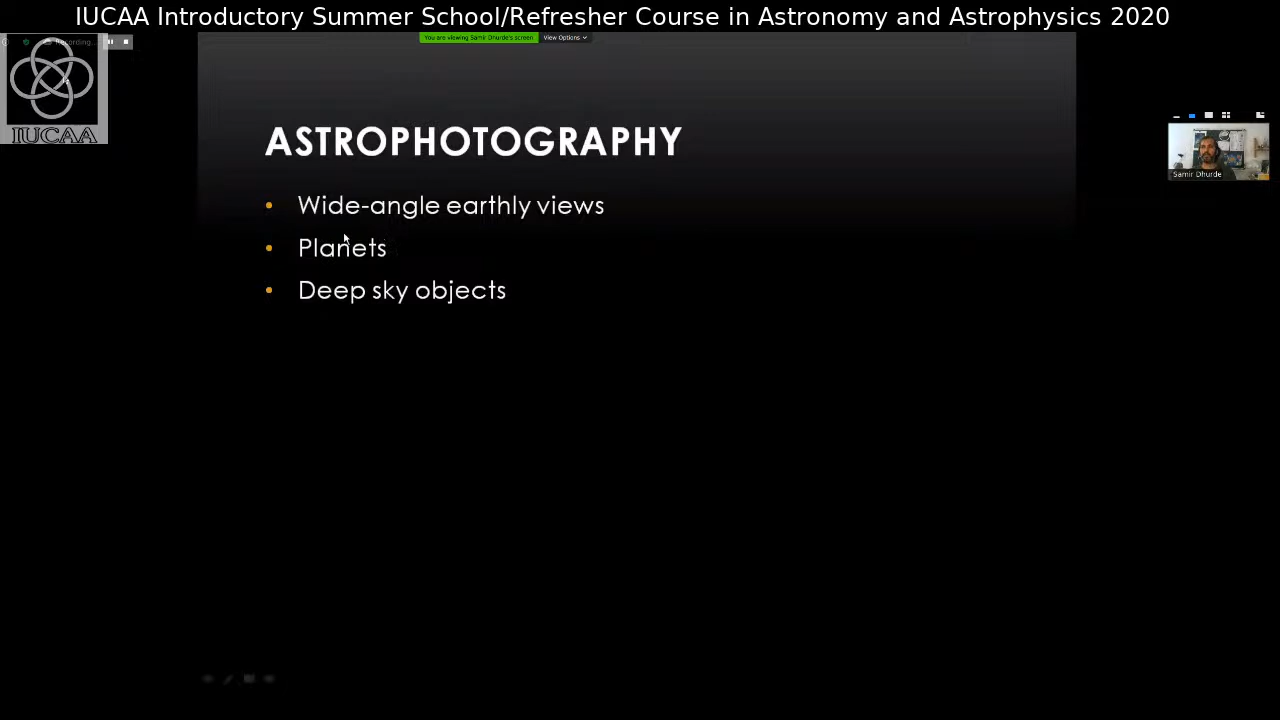 IUCAA Introductory Summer School/Refresher Course in Astronomy and Astrophysics 2020
Recording...
You are viewing Samir Dhurde's screen View Options
IUCAA
ASTROPHOTOGRAPHY
• Wide-angle earthly views
• Planets
• Deep sky objects
Samir Dhurde